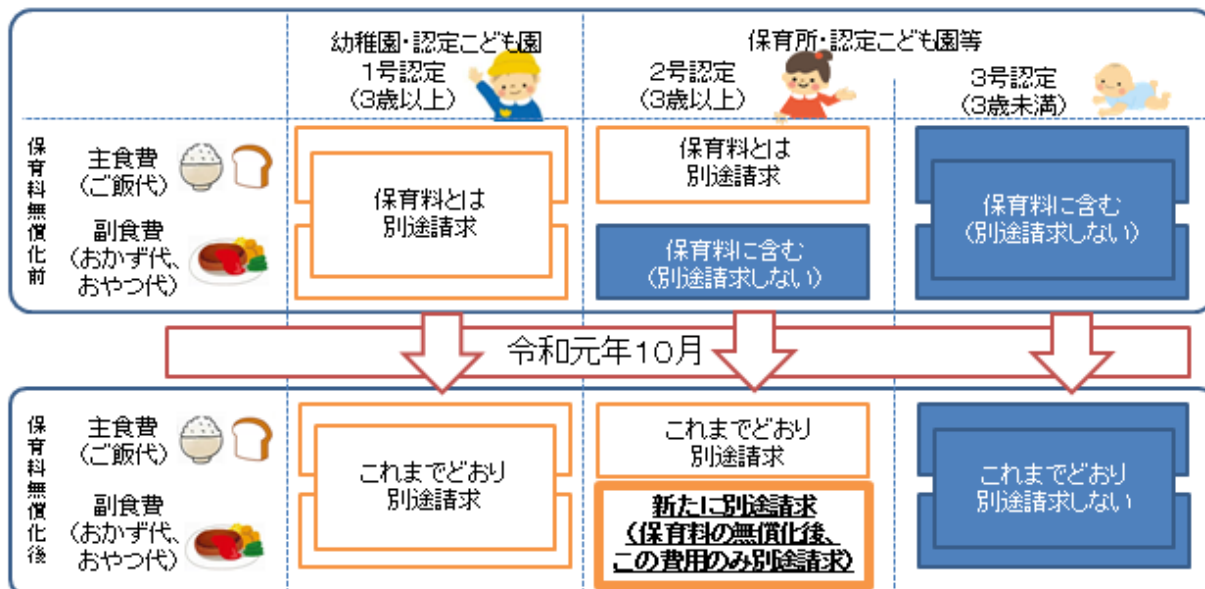 幼稚園・認定こども園
1号認定
(3歳以上)
保育所・認定こども園等
2号認定
(3歳以上)
3号認定
(3歳未満)
保育料無償化前
主食費
(ご飯代)
副食費
(おかず代、
おやつ代)
保育料とは
別途請求
保育料とは
別途請求
保育料に含む
(別途請求しない)
保育料に含む
(別途請求しない)
令和元年10月
保育料無償化後
主食費
(ご飯代)
副食費
(おかず代、
おやつ代)
これまでどおり
別途請求
これまでどおり
別途請求
新たに別途請求
(保育料の無償化後、
この費用のみ別途請求)
これまでどおり
別途請求しない